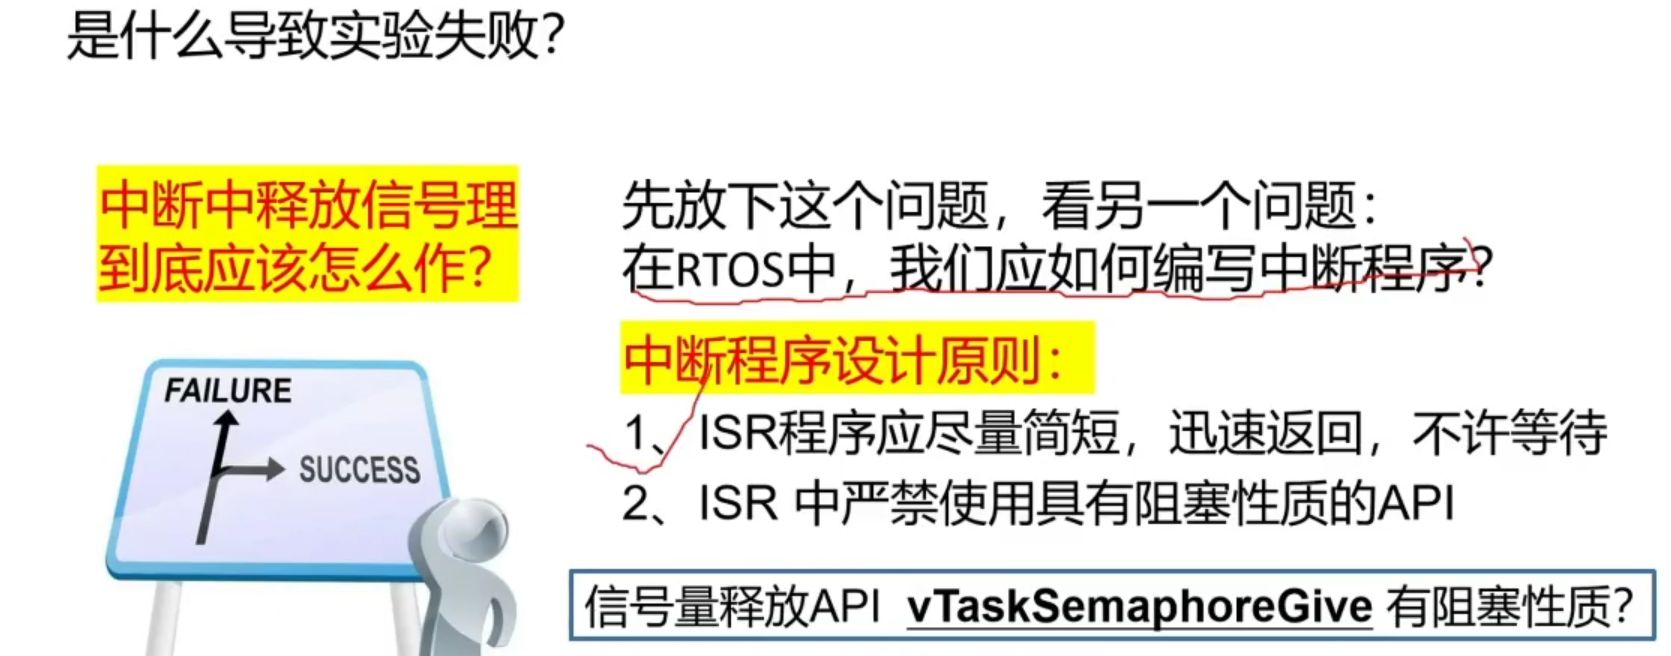 是什么导致实验失败?
中断中释放信号理
到底应该怎么作?
先放下这个问题，看另一个问题：
在RTOS中，我们应如何编写中断程序?
中断程序设计原则：
1、ISR程序应尽量简短，迅速返回，不许等待
2、ISR 中严禁使用具有阻塞性质的API
FAILURE
SUCCESS
信号量释放API vTaskSemaphoreGive 有阻塞性质?